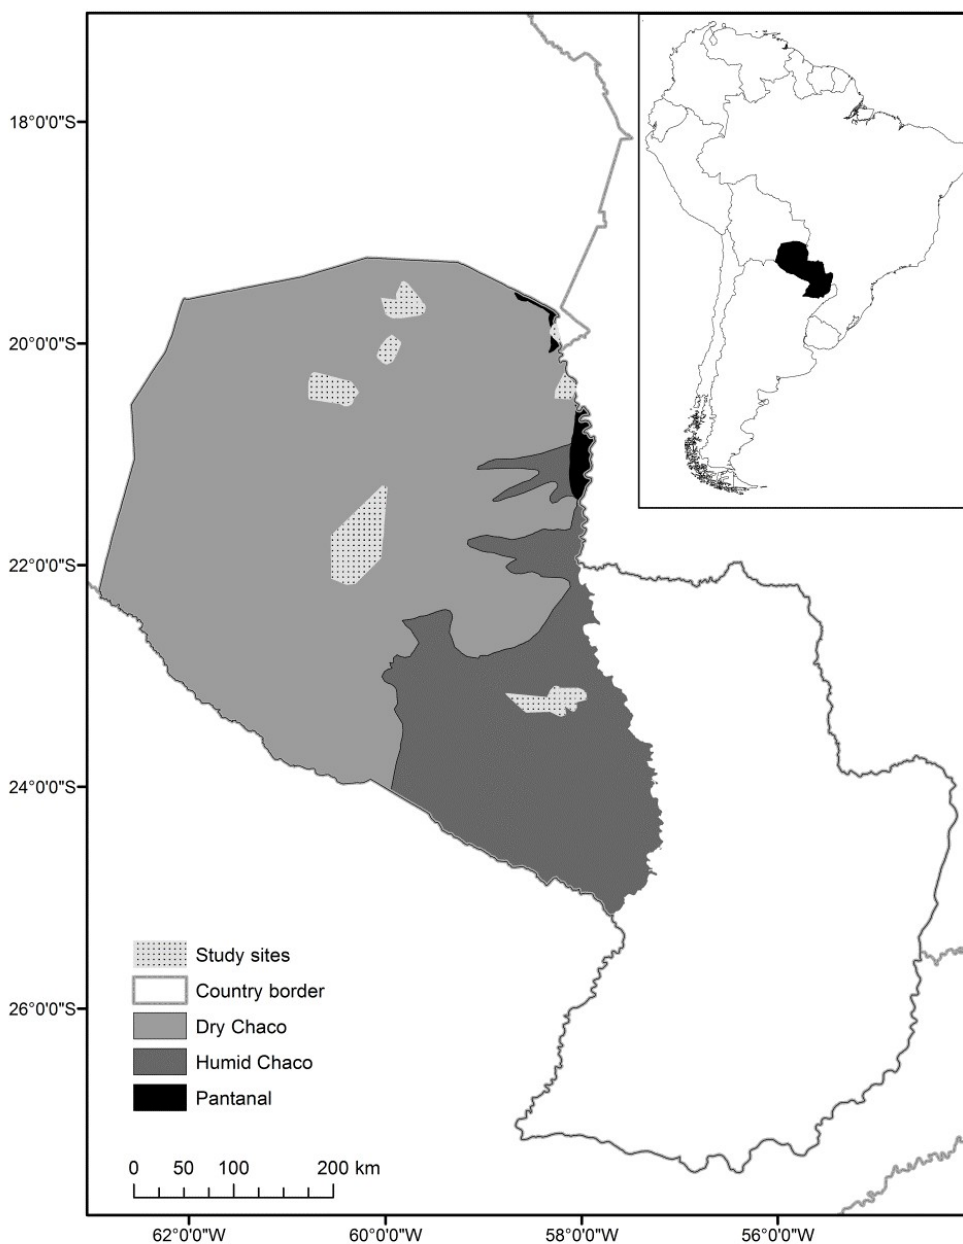 18°0'0"S
20°0'0"S
22°0'0"S
24°0'0"S
26°0'0"S
Study sites
Country border
Dry Chaco
Humid Chaco
Pantanal
0 50 100 200 km
62°0'0"W 60°0'0"W 58°0'0"W 56°0'0"W